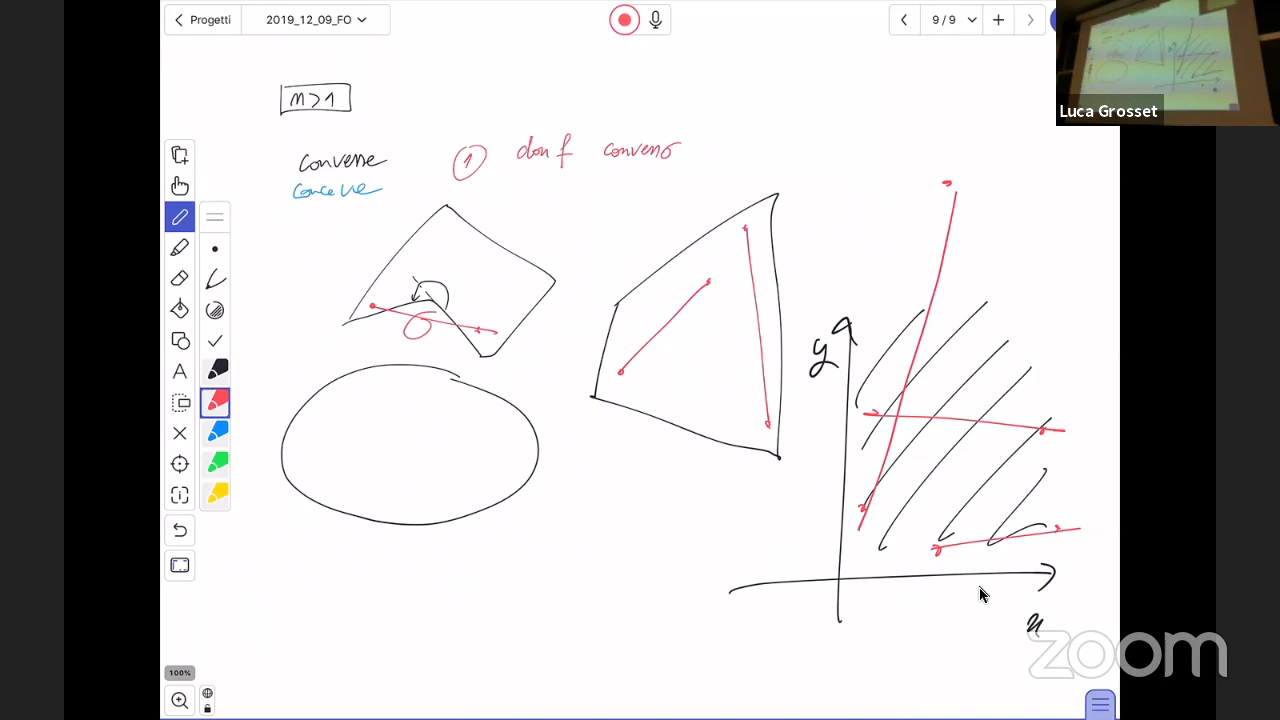 Progetti
2019_12_09_FO
9/9
Luca Grosset
n>1
convesse
concave
1 dom f convesso
y
x
A
100%
zoom